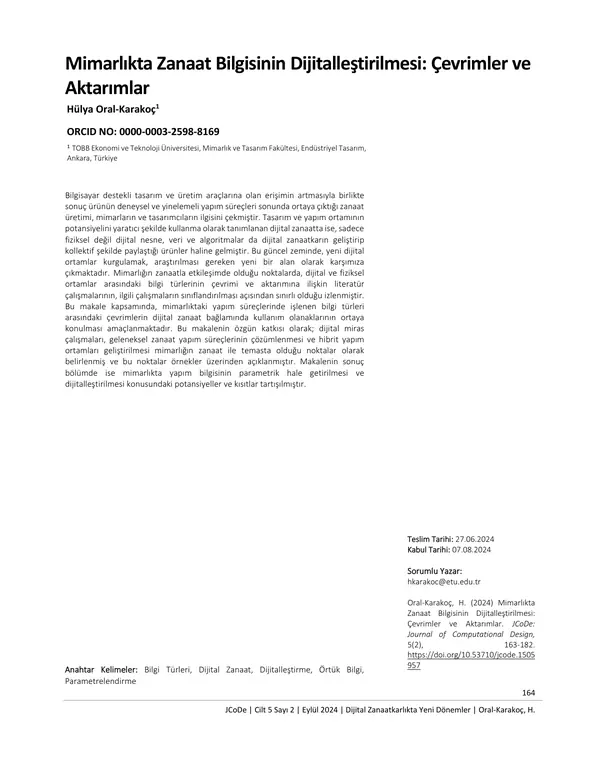 Mimarlıkta Zanaat Bilgisinin Dijitalleştirilmesi: Çevrimler ve
Aktarımlar
Hülya Oral-Karakoç¹
ORCID NO: 0000-0003-2598-8169
¹ TOBB Ekonomi ve Teknoloji Üniversitesi, Mimarlık ve Tasarım Fakültesi, Endüstriyel Tasarım,
Ankara, Türkiye
Bilgisayar destekli tasarım ve üretim araçlarına olan erişimin artmasıyla birlikte
sonuç ürünün deneysel ve yinelemeli yapım süreçleri sonunda ortaya çıktığı zanaat
üretimi, mimarların ve tasarımcıların ilgisini çekmiştir. Tasarım ve yapım ortamının
potansiyelini yaratıcı şekilde kullanma olarak tanımlanan dijital zanaatta ise, sadece
fiziksel değil dijital nesne, veri ve algoritmalar da dijital zanaatkarın geliştirip
kollektif şekilde paylaştığı ürünler haline gelmiştir. Bu güncel zeminde, yeni dijital
ortamlar kurgulamak, araştırılması gereken yeni bir alan olarak karşımıza
çıkmaktadır. Mimarlığın zanaatla etkileşimde olduğu noktalarda, dijital ve fiziksel
ortamlar arasındaki bilgi türlerinin çevrimi ve aktarımına ilişkin literatür
çalışmalarının, ilgili çalışmaların sınıflandırılması açısından sınırlı olduğu izlenmiştir.
Bu makale kapsamında, mimarlıktaki yapım süreçlerinde işlenen bilgi türleri
arasındaki çevrimlerin dijital zanaat bağlamında kullanım olanaklarının ortaya
konulması amaçlanmaktadır. Bu makalenin özgün katkısı olarak; dijital miras
çalışmaları, geleneksel zanaat yapım süreçlerinin çözümlenmesi ve hibrit yapım
ortamları geliştirilmesi mimarlığın zanaat ile temasta olduğu noktalar olarak
belirlenmiş ve bu noktalar örnekler üzerinden açıklanmıştır. Makalenin sonuç
bölümde ise mimarlıkta yapım bilgisinin parametrik hale getirilmesi ve
dijitalleştirilmesi konusundaki potansiyeller ve kısıtlar tartışılmıştır.
Teslim Tarihi: 27.06.2024
Kabul Tarihi: 07.08.2024
Sorumlu Yazar:
hkarakoc@etu.edu.tr
Oral-Karakoç, H. (2024) Mimarlıkta
Zanaat Bilgisinin Dijitalleştirilmesi:
Çevrimler ve Aktarımlar. JCoDe:
Journal of Computational Design,
5(2), 163-182.
https://doi.org/10.53710/jcode.1505
957
Anahtar Kelimeler: Bilgi Türleri, Dijital Zanaat, Dijitalleştirme, Örtük Bilgi,
Parametrelendirme
164
JCoDe | Cilt 5 Sayı 2 | Eylül 2024 | Dijital Zanaatkarlıkta Yeni Dönemler | Oral-Karakoç, H.